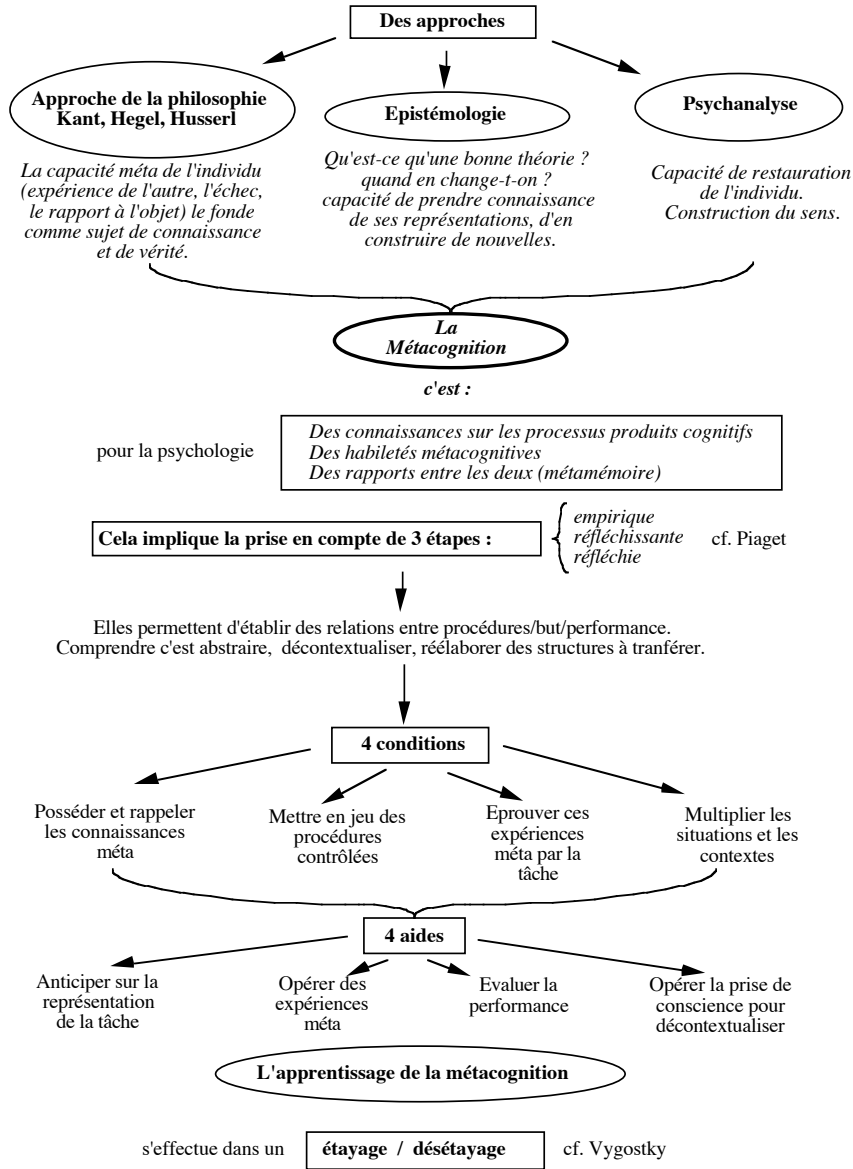 Des approches
Approche de la philosophie
Kant, Hegel, Husserl
La capacité méta de l'individu
(expérience de l'autre, l'échec,
le rapport à l'objet) le fonde
comme sujet de connaissance
et de vérité.
Epistémologie
Qu'est-ce qu'une bonne théorie ?
quand en change-t-on ?
capacité de prendre connaissance
de ses représentations, d'en
construire de nouvelles.
Psychanalyse
Capacité de restauration
de l'individu.
Construction du sens.
La
Métacognition
c'est :
pour la psychologie
Des connaissances sur les processus produits cognitifs
Des habiletés métacognitives
Des rapports entre les deux (métamémoire)
Cela implique la prise en compte de 3 étapes :
empirique
réfléchissante
réfléchie
cf. Piaget
Elles permettent d'établir des relations entre procédures/but/performance.
Comprendre c'est abstraire, décontextualiser, réélaborer des structures à tranférer.
4 conditions
Posséder et rappeler
les connaissances
méta
Mettre en jeu des
procédures
contrôlées
Eprouver ces
expériences
méta par la
tâche
Multiplier les
situations et les
contextes
4 aides
Anticiper sur la
représentation
de la tâche
Opérer des
expériences
méta
Evaluer la
performance
Opérer la prise de
conscience pour
décontextualiser
L'apprentissage de la métacognition
s'effectue dans un
étayage / désétayage
cf. Vygostky